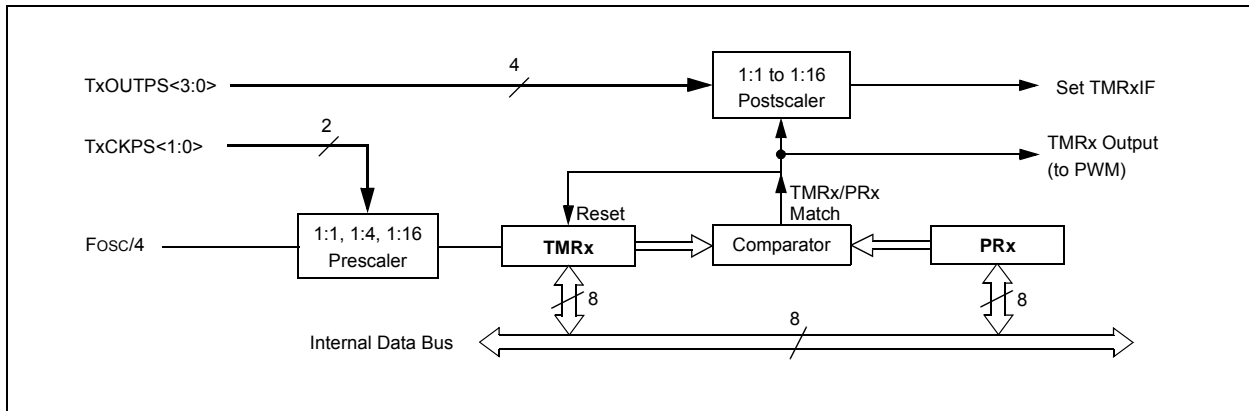 TxOUTPS<3:0>
4
1:1 to 1:16
Postscaler
Set TMRxIF
TxCKPS<1:0>
2
TMRx Output
(to PWM)
TMRx/PRx
Match
Reset
FOSC/4
1:1, 1:4, 1:16
Prescaler
TMRx
Comparator
PRx
8
8
8
Internal Data Bus